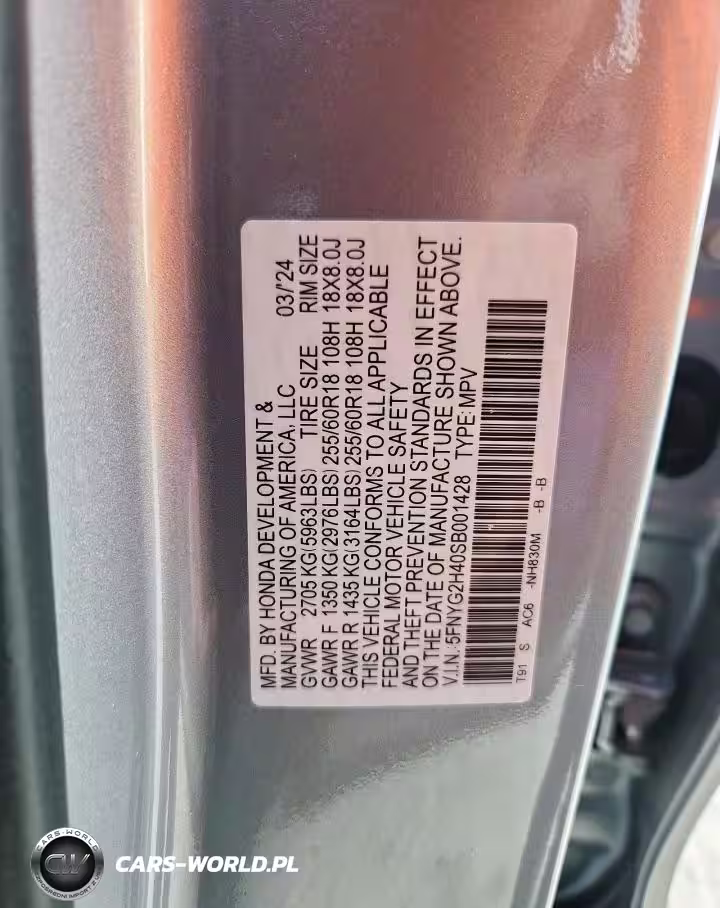 MFD. BY HONDA DEVELOPMENT &
MANUFACTURING OF AMERICA, LLC 03/'24
GVWR 2705 KG(5963LBS) TIRE SIZE RIM SIZE
GAWR F 1350 KG(2976LBS) 255/60R18 108H 18X8.0J
GAWR R 1435 KG(3164LBS) 255/60R18 108H 18X8.0J
THIS VEHICLE CONFORMS TO ALL APPLICABLE
FEDERAL MOTOR VEHICLE SAFETY
AND THEFT PREVENTION STANDARDS IN EFFECT
ON THE DATE OF MANUFACTURE SHOWN ABOVE.
V.I.N.:5FNYG2H40SB001428 TYPE:MPV
T91 S AC6 -NH830M -B -B
CARS-WORLD
CW
CARS-WORLD.PL